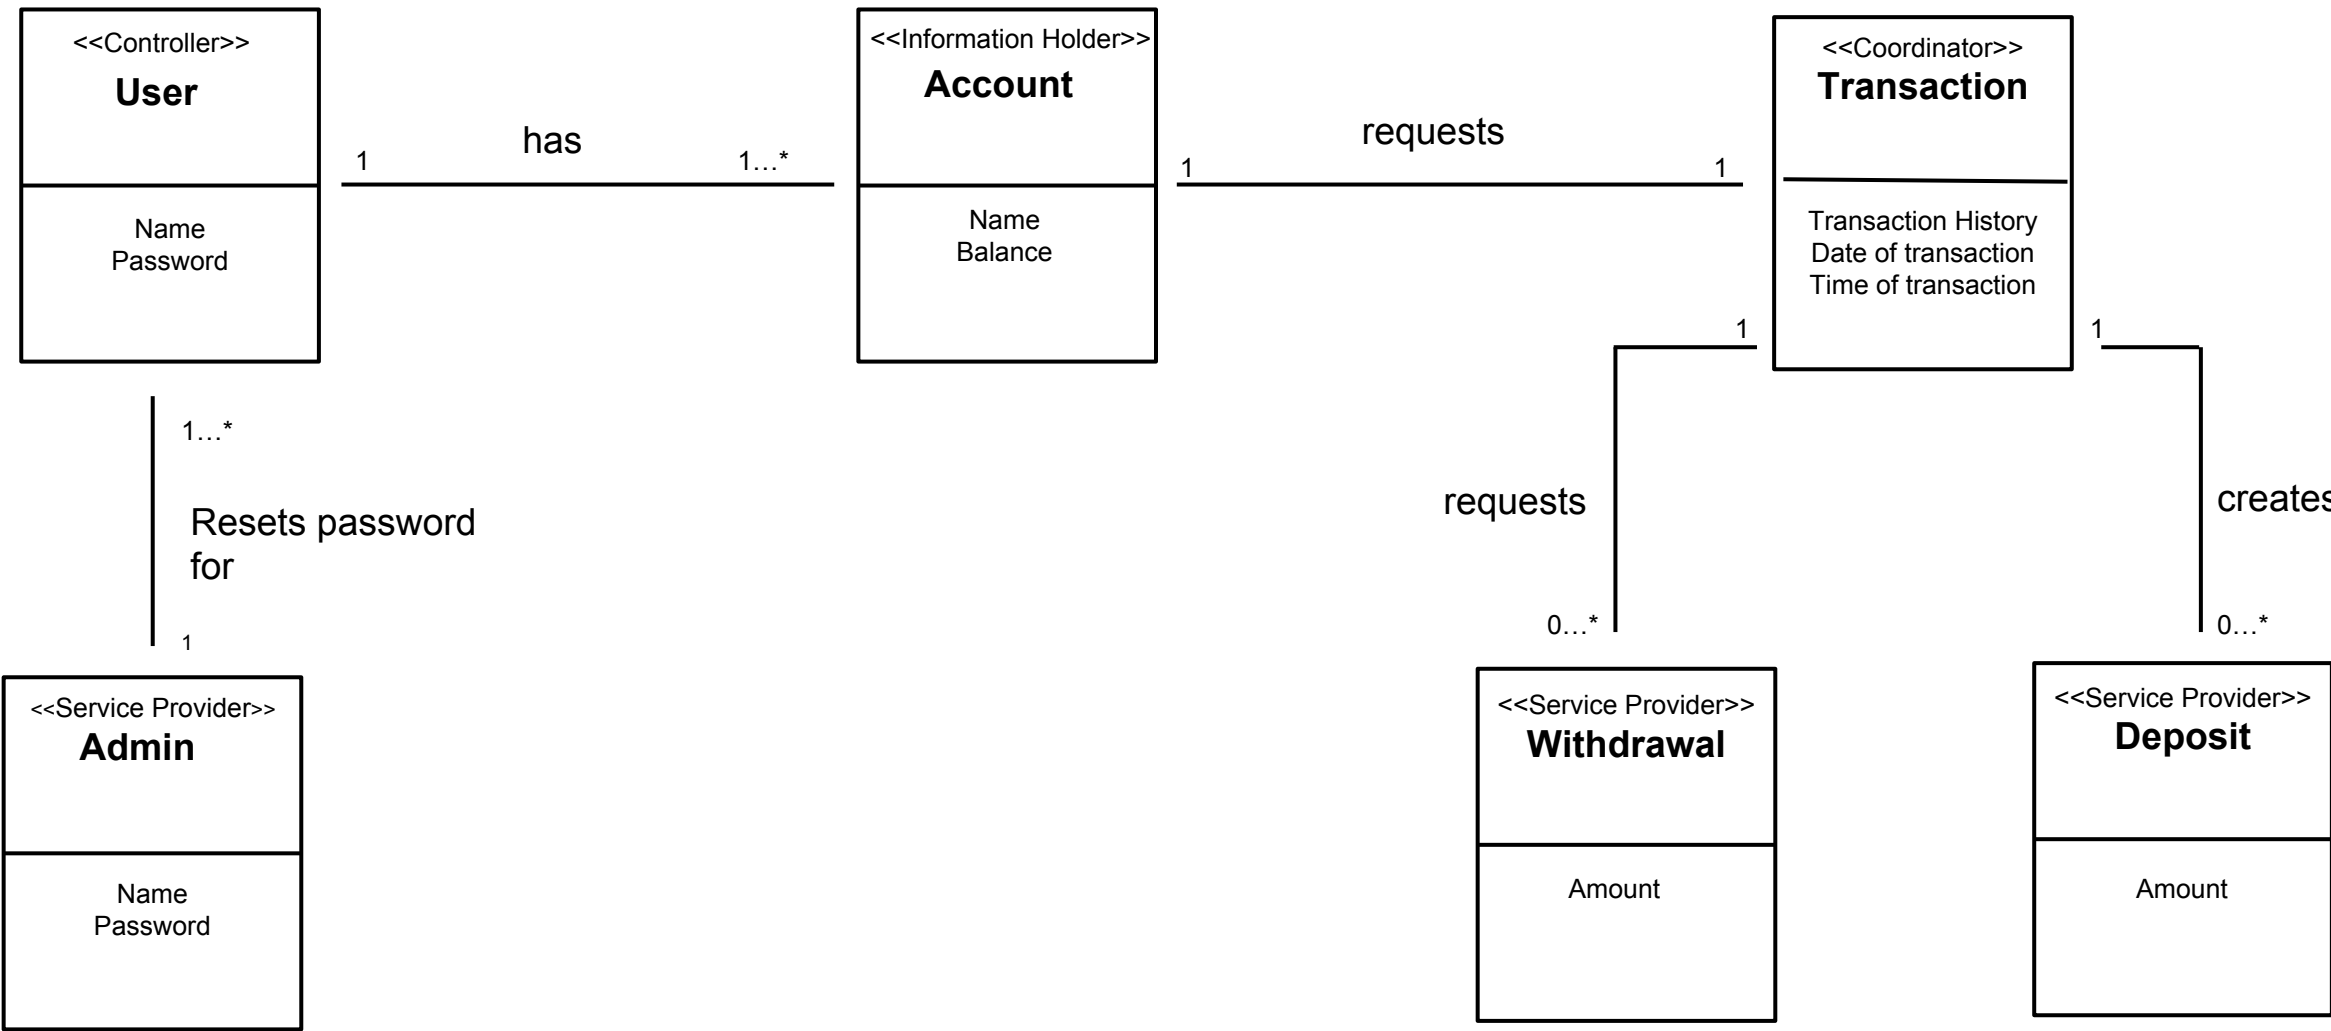 <<Controller>>
User
Name
Password
1
has
1…*
<<Information Holder>>
Account
Name
Balance
1
requests
1
<<Coordinator>>
Transaction
Transaction History
Date of transaction
Time of transaction
1…*
Resets password
for
1
<<Service Provider>>
Admin
Name
Password
1
requests
0…*
<<Service Provider>>
Withdrawal
Amount
1
creates
0…*
<<Service Provider>>
Deposit
Amount